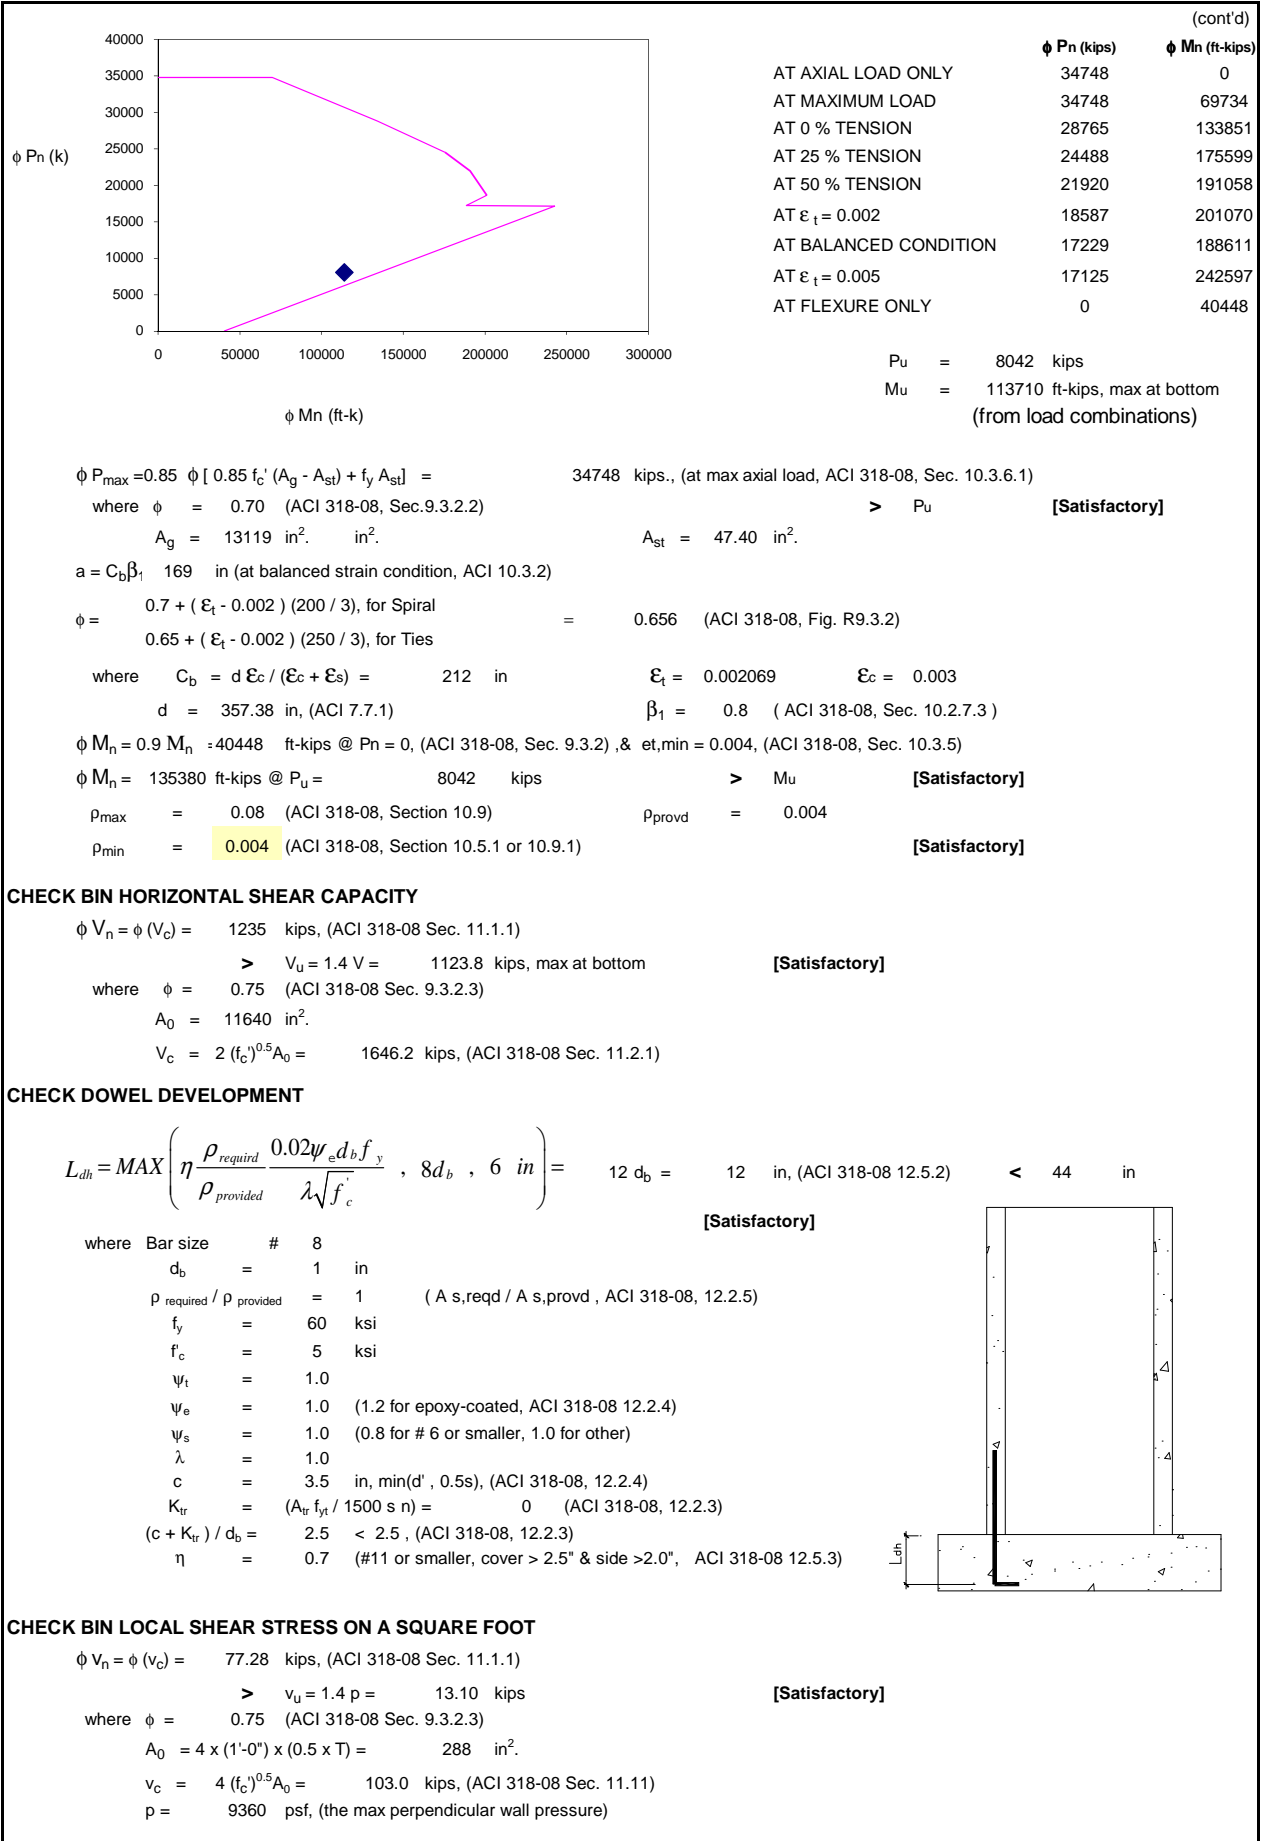 (cont'd)
ϕ Pn (kips) ϕ Mn (ft-kips)
AT AXIAL LOAD ONLY 34748 0
AT MAXIMUM LOAD 34748 69734
AT 0 % TENSION 28765 133851
AT 25 % TENSION 24488 175599
AT 50 % TENSION 21920 191058
AT ε t = 0.002 18587 201070
AT BALANCED CONDITION 17229 188611
AT ε t = 0.005 17125 242597
AT FLEXURE ONLY 0 40448
40000
35000
30000
25000
20000
15000
10000
5000
0
ϕ Pn (k)
0 50000 100000 150000 200000 250000 300000
ϕ Mn (ft-k)
Pu = 8042 kips
Mu = 113710 ft-kips, max at bottom
(from load combinations)
ϕ Pmax =0.85 ϕ [ 0.85 fc' (Ag - Ast) + fy Ast] = 34748 kips., (at max axial load, ACI 318-08, Sec. 10.3.6.1)
where ϕ = 0.70 (ACI 318-08, Sec.9.3.2.2) > Pu [Satisfactory]
Ag = 13119 in². in². Ast = 47.40 in².
a = Cbβ1 169 in (at balanced strain condition, ACI 10.3.2)
0.7 + ( εt - 0.002 ) (200 / 3), for Spiral
ϕ = = 0.656 (ACI 318-08, Fig. R9.3.2)
0.65 + ( εt - 0.002 ) (250 / 3), for Ties
where Cb = d εc / (εc + εs) = 212 in εt = 0.002069 εc = 0.003
d = 357.38 in, (ACI 7.7.1) β1 = 0.8 ( ACI 318-08, Sec. 10.2.7.3 )
ϕ Mn = 0.9 Mn = 40448 ft-kips @ Pn = 0, (ACI 318-08, Sec. 9.3.2) ,& et,min = 0.004, (ACI 318-08, Sec. 10.3.5)
ϕ Mn = 135380 ft-kips @ Pu = 8042 kips > Mu [Satisfactory]
ρmax = 0.08 (ACI 318-08, Section 10.9) ρprovd = 0.004
ρmin = 0.004 (ACI 318-08, Section 10.5.1 or 10.9.1) [Satisfactory]
CHECK BIN HORIZONTAL SHEAR CAPACITY
ϕ Vn = ϕ (Vc) = 1235 kips, (ACI 318-08 Sec. 11.1.1)
> Vu = 1.4 V = 1123.8 kips, max at bottom [Satisfactory]
where ϕ = 0.75 (ACI 318-08 Sec. 9.3.2.3)
A0 = 11640 in².
Vc = 2 (fc')^0.5 A0 = 1646.2 kips, (ACI 318-08 Sec. 11.2.1)
CHECK DOWEL DEVELOPMENT
Ldh = MAX ( η ρrequird / ρprovided 0.02ψe db fy / λ√f'c , 8db , 6 in ) = 12 db = 12 in, (ACI 318-08 12.5.2) < 44 in
[Satisfactory]
where Bar size # 8
db = 1 in
ρ required / ρ provided = 1 ( A s,reqd / A s,provd , ACI 318-08, 12.2.5)
fy = 60 ksi
f'c = 5 ksi
ψt = 1.0
ψe = 1.0 (1.2 for epoxy-coated, ACI 318-08 12.2.4)
ψs = 1.0 (0.8 for # 6 or smaller, 1.0 for other)
λ = 1.0
c = 3.5 in, min(d' , 0.5s), (ACI 318-08, 12.2.4)
Ktr = (Atr fyt / 1500 s n) = 0 (ACI 318-08, 12.2.3)
(c + Ktr ) / db = 2.5 < 2.5 , (ACI 318-08, 12.2.3)
η = 0.7 (#11 or smaller, cover > 2.5" & side >2.0", ACI 318-08 12.5.3)
Ldh
CHECK BIN LOCAL SHEAR STRESS ON A SQUARE FOOT
ϕ vn = ϕ (vc) = 77.28 kips, (ACI 318-08 Sec. 11.1.1)
> vu = 1.4 p = 13.10 kips [Satisfactory]
where ϕ = 0.75 (ACI 318-08 Sec. 9.3.2.3)
A0 = 4 x (1'-0") x (0.5 x T) = 288 in².
vc = 4 (fc')^0.5 A0 = 103.0 kips, (ACI 318-08 Sec. 11.11)
p = 9360 psf, (the max perpendicular wall pressure)